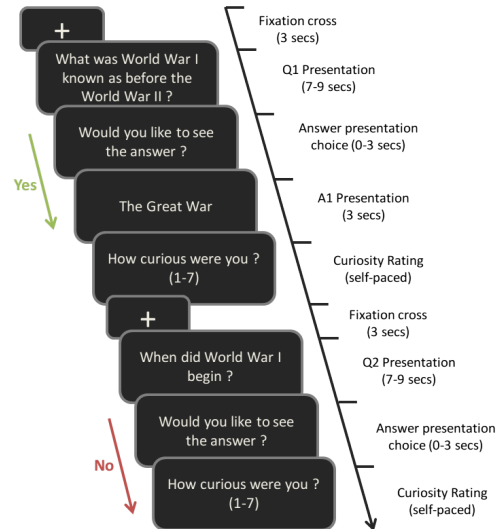 +
Fixation cross
(3 secs)
What was World War I
known as before the
World War II ?
Q1 Presentation
(7-9 secs)
Would you like to see
the answer ?
Answer presentation
choice (0-3 secs)
Yes
The Great War
A1 Presentation
(3 secs)
How curious were you ?
(1-7)
Curiosity Rating
(self-paced)
+
Fixation cross
(3 secs)
When did World War I
begin ?
Q2 Presentation
(7-9 secs)
Would you like to see
the answer ?
Answer presentation
choice (0-3 secs)
No
How curious were you ?
(1-7)
Curiosity Rating
(self-paced)